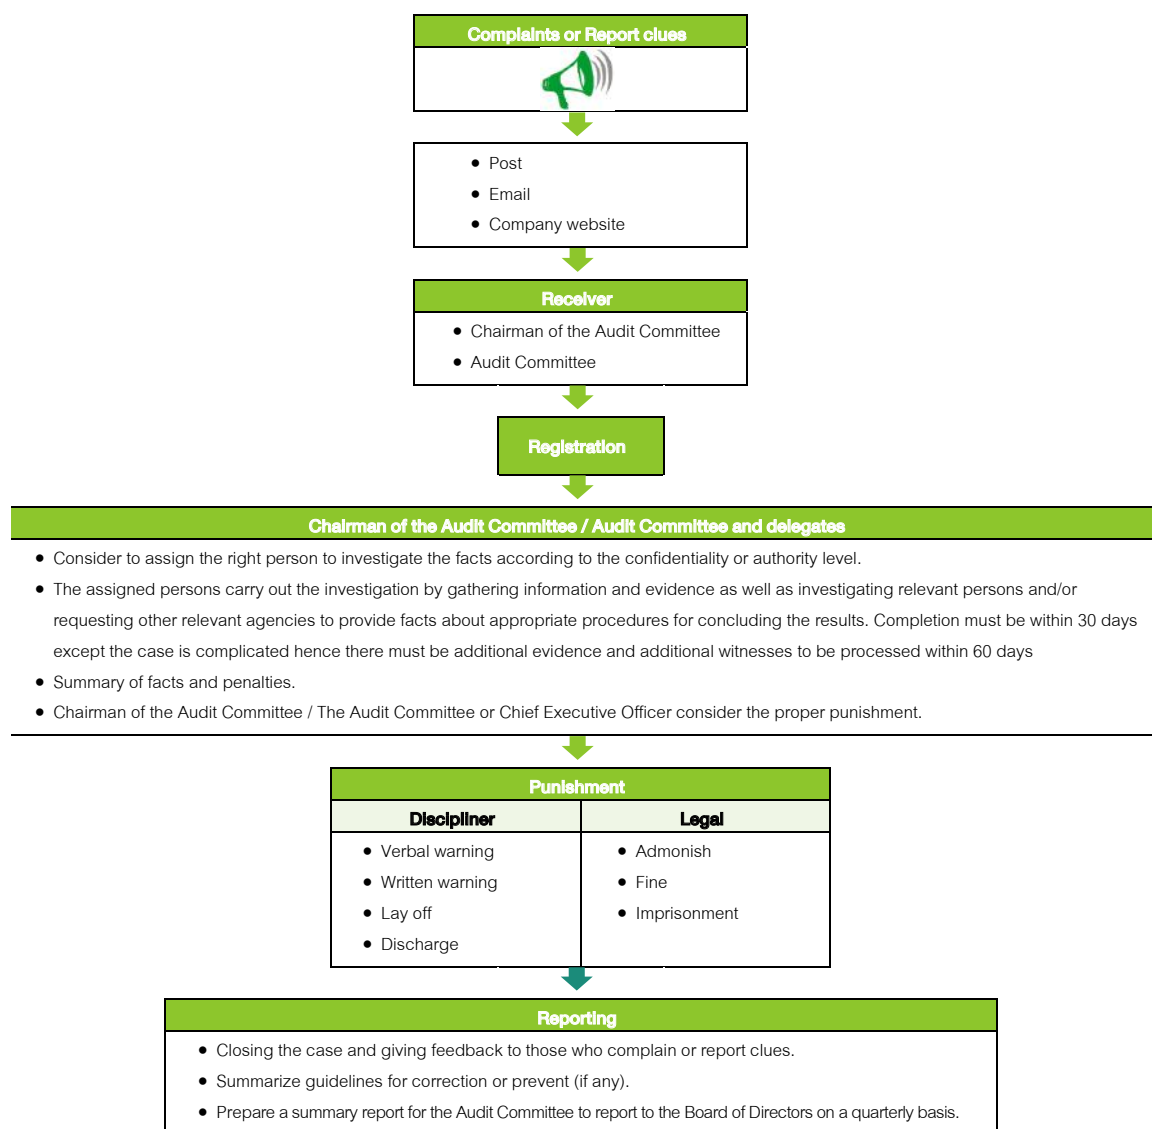 Complaints or Report clues
• Post
• Email
• Company website
Receiver
• Chairman of the Audit Committee
• Audit Committee
Registration
Chairman of the Audit Committee / Audit Committee and delegates
• Consider to assign the right person to investigate the facts according to the confidentiality or authority level.
• The assigned persons carry out the investigation by gathering information and evidence as well as investigating relevant persons and/or
requesting other relevant agencies to provide facts about appropriate procedures for concluding the results. Completion must be within 30 days
except the case is complicated hence there must be additional evidence and additional witnesses to be processed within 60 days
• Summary of facts and penalties.
• Chairman of the Audit Committee / The Audit Committee or Chief Executive Officer consider the proper punishment.
Punishment
Discipliner
• Verbal warning
• Written warning
• Lay off
• Discharge
Legal
• Admonish
• Fine
• Imprisonment
Reporting
• Closing the case and giving feedback to those who complain or report clues.
• Summarize guidelines for correction or prevent (if any).
• Prepare a summary report for the Audit Committee to report to the Board of Directors on a quarterly basis.